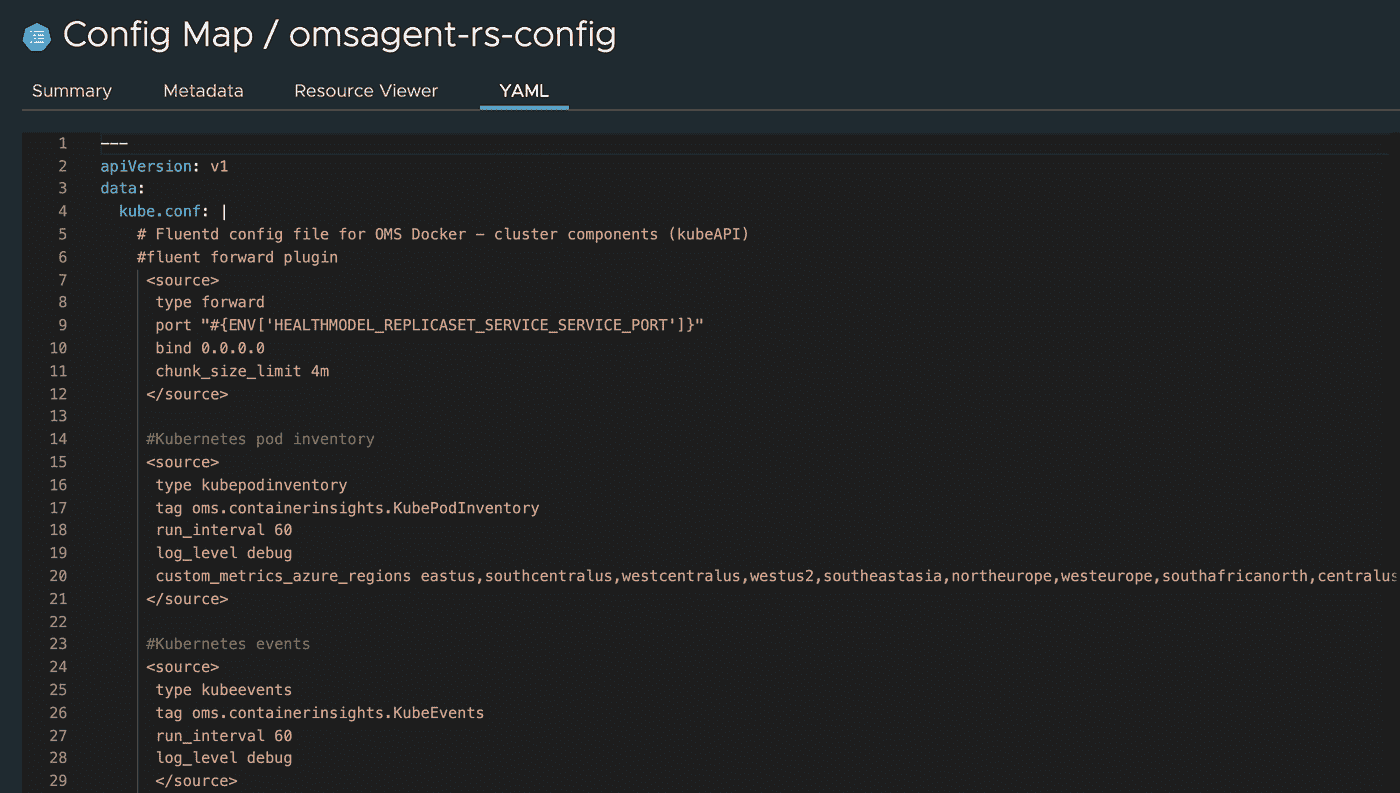 Config Map / omsagent-rs-config
Summary Metadata Resource Viewer YAML
1 ---
2 apiVersion: v1
3 data:
4 kube.conf: |
5 # Fluentd config file for OMS Docker - cluster components (kubeAPI)
6 #fluent forward plugin
7 <source>
8 type forward
9 port "#{ENV['HEALTHMODEL_REPLICASET_SERVICE_SERVICE_PORT']}"
10 bind 0.0.0.0
11 chunk_size_limit 4m
12 </source>
13
14 #Kubernetes pod inventory
15 <source>
16 type kubepodinventory
17 tag oms.containerinsights.KubePodInventory
18 run_interval 60
19 log_level debug
20 custom_metrics_azure_regions eastus,southcentralus,westcentralus,westus2,southeastasia,northeurope,westeurope,southafricanorth,centralus
21 </source>
22
23 #Kubernetes events
24 <source>
25 type kubeevents
26 tag oms.containerinsights.KubeEvents
27 run_interval 60
28 log_level debug
29 </source>